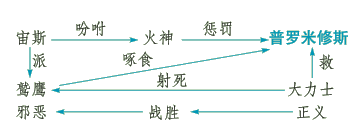 宙斯 吩咐 火神 惩罚 普罗米修斯
派 啄食 救
射死
鹫鹰 大力士
邪恶 战胜 正义